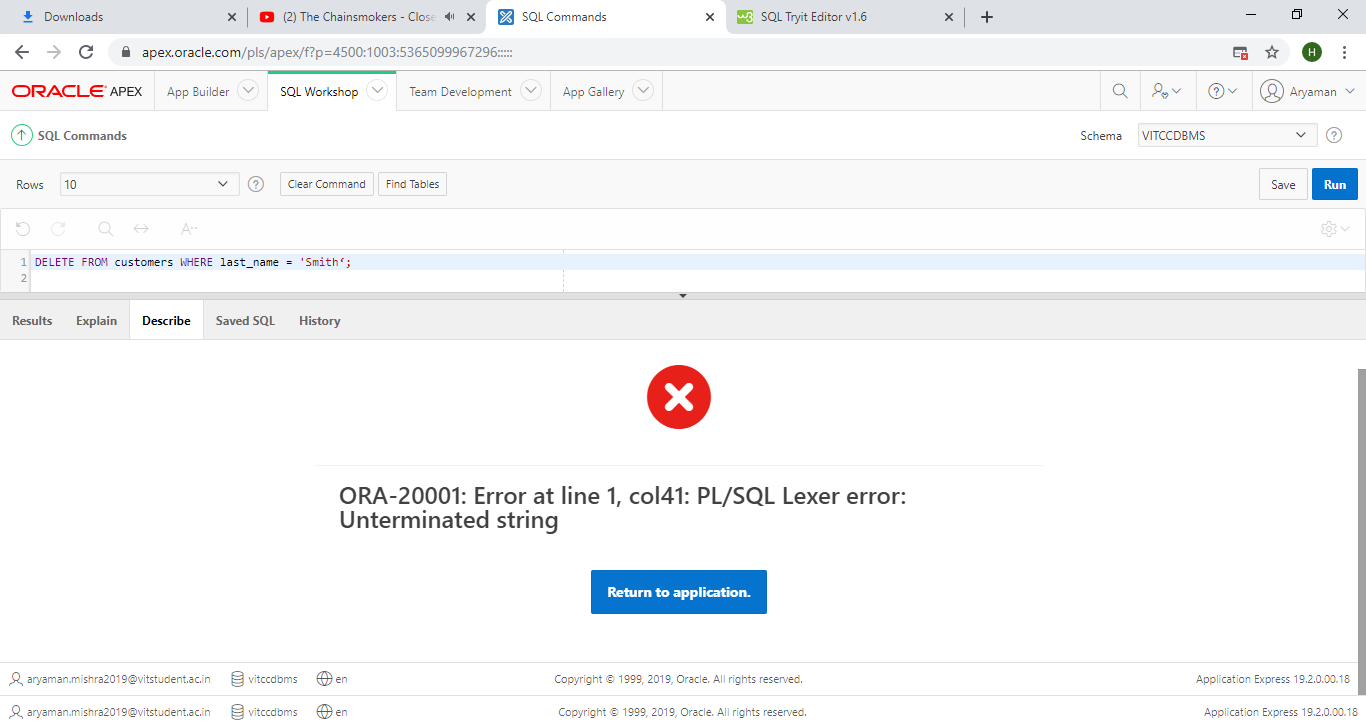 Downloads
(2) The Chainsmokers - Close
SQL Commands
SQL Tryit Editor v1.6
apex.oracle.com/pls/apex/f?p=4500:1003:5365099967296:::::
H
ORACLE APEX
App Builder
SQL Workshop
Team Development
App Gallery
Aryaman
SQL Commands
Schema
VITCCDBMS
Rows
10
Clear Command
Find Tables
Save
Run
1 DELETE FROM customers WHERE last_name = 'Smith‘;
2
Results
Explain
Describe
Saved SQL
History
ORA-20001: Error at line 1, col41: PL/SQL Lexer error:
Unterminated string
Return to application.
aryaman.mishra2019@vitstudent.ac.in
vitccdbms
en
Copyright © 1999, 2019, Oracle. All rights reserved.
Application Express 19.2.0.00.18
aryaman.mishra2019@vitstudent.ac.in
vitccdbms
en
Copyright © 1999, 2019, Oracle. All rights reserved.
Application Express 19.2.0.00.18